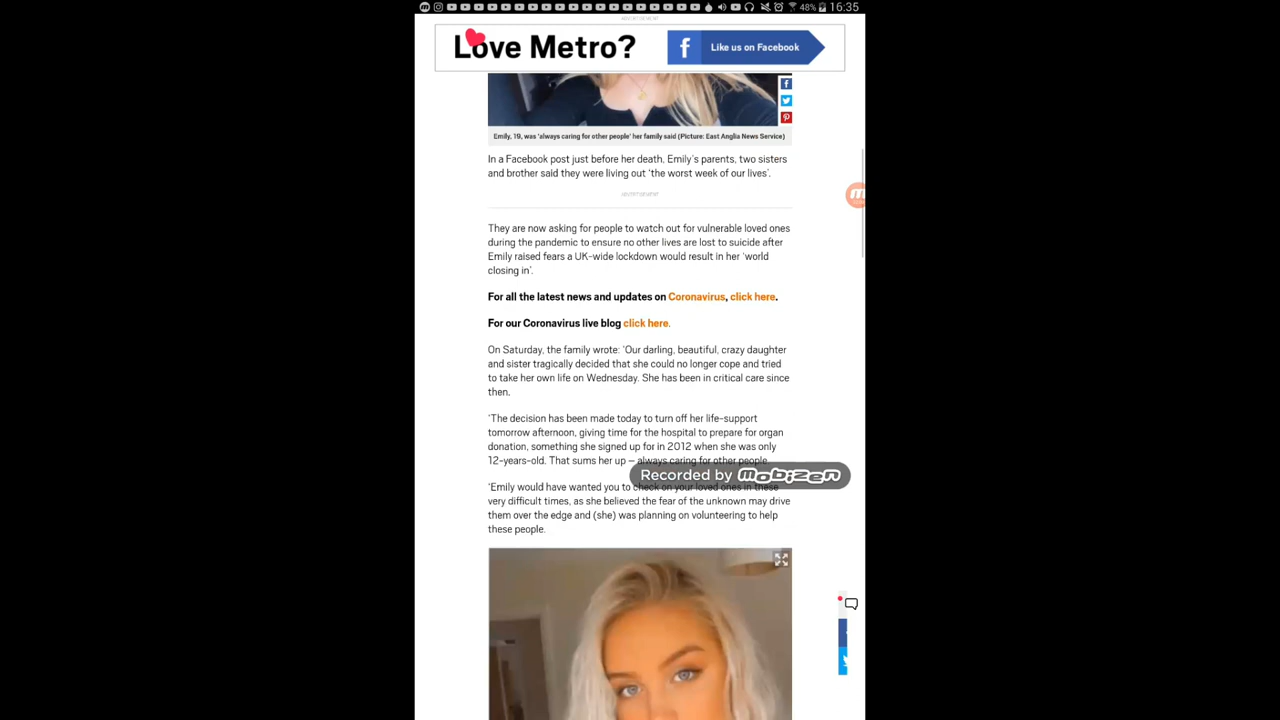 48% 16:35
ADVERTISEMENT
Love Metro?
f Like us on Facebook
Emily, 19, was 'always caring for other people' her family said (Picture: East Anglia News Service)
In a Facebook post just before her death, Emily's parents, two sisters
and brother said they were living out 'the worst week of our lives'.
ADVERTISEMENT
They are now asking for people to watch out for vulnerable loved ones
during the pandemic to ensure no other lives are lost to suicide after
Emily raised fears a UK-wide lockdown would result in her 'world
closing in'.
For all the latest news and updates on Coronavirus, click here.
For our Coronavirus live blog click here.
On Saturday, the family wrote: 'Our darling, beautiful, crazy daughter
and sister tragically decided that she could no longer cope and tried
to take her own life on Wednesday. She has been in critical care since
then.
'The decision has been made today to turn off her life-support
tomorrow afternoon, giving time for the hospital to prepare for organ
donation, something she signed up for in 2012 when she was only
12-years-old. That sums her up – always caring for other people.
Recorded by mobizen
'Emily would have wanted you to check on your loved ones in these
very difficult times, as she believed the fear of the unknown may drive
them over the edge and (she) was planning on volunteering to help
these people.